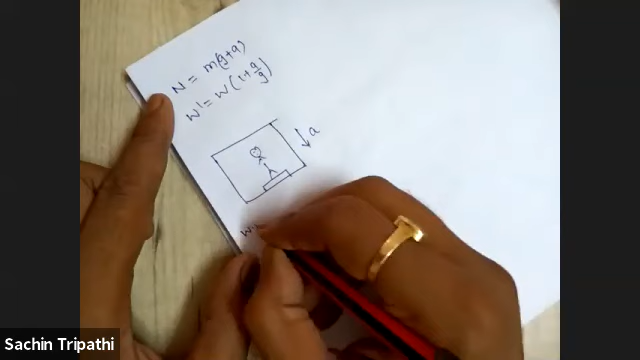 N = m(g+a)
W' = W(1+a/g)
↓a
W'
Sachin Tripathi